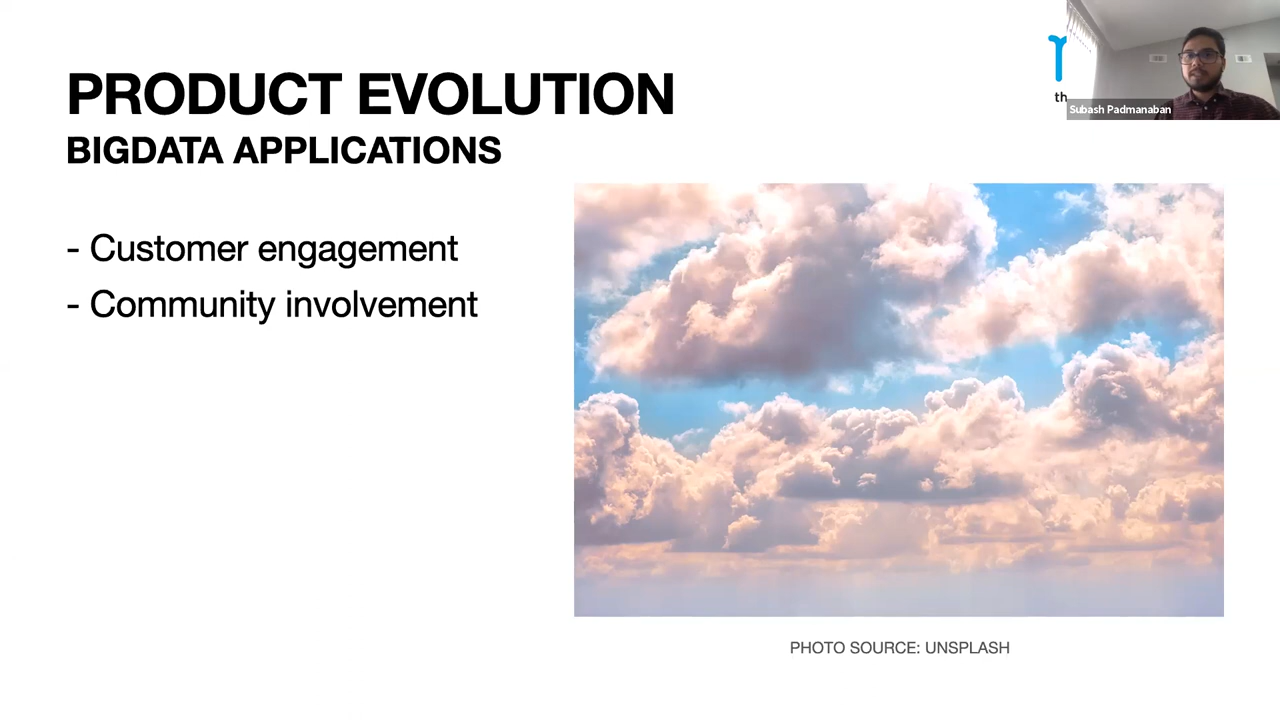 PRODUCT EVOLUTION
BIGDATA APPLICATIONS
- Customer engagement
- Community involvement
PHOTO SOURCE: UNSPLASH
th
Subash Padmanaban